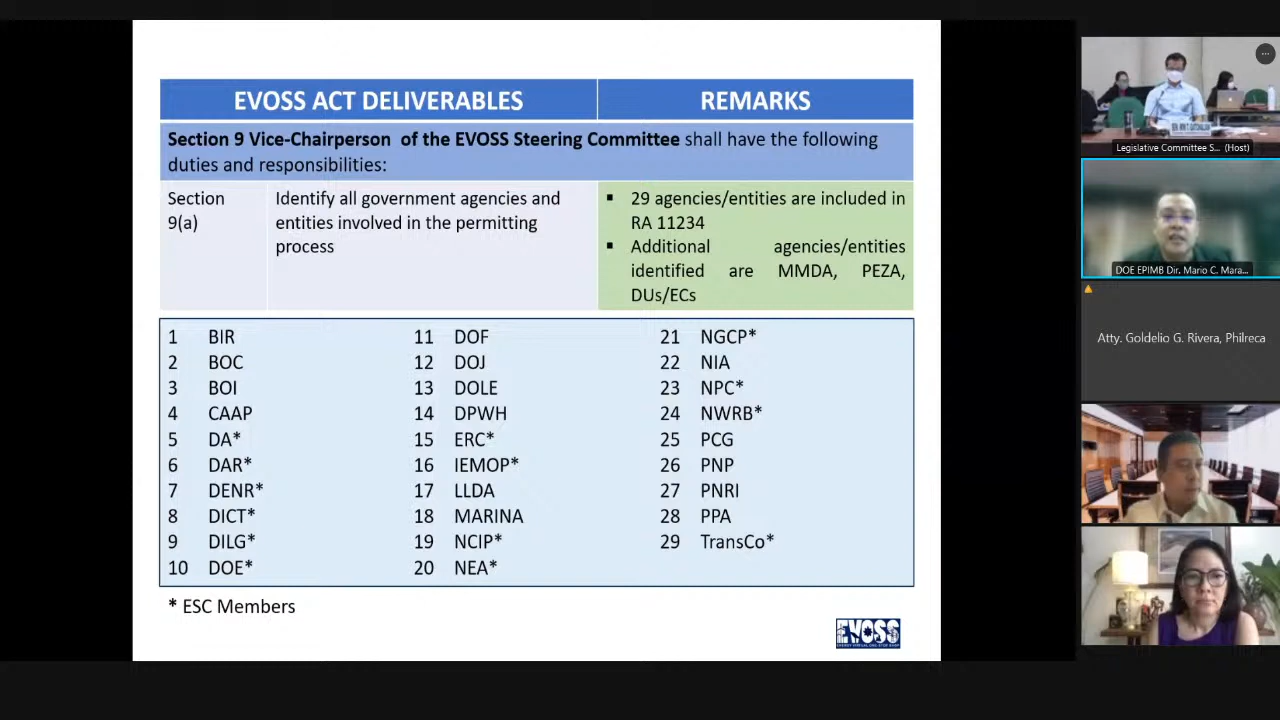 EVOSS ACT DELIVERABLES
REMARKS
Section 9 Vice-Chairperson of the EVOSS Steering Committee shall have the following
duties and responsibilities:
Section
9(a)
Identify all government agencies and
entities involved in the permitting
process
▪ 29 agencies/entities are included in
RA 11234
▪ Additional agencies/entities
identified are MMDA, PEZA,
DUs/ECs
1 BIR
2 BOC
3 BOI
4 CAAP
5 DA*
6 DAR*
7 DENR*
8 DICT*
9 DILG*
10 DOE*
11 DOF
12 DOJ
13 DOLE
14 DPWH
15 ERC*
16 IEMOP*
17 LLDA
18 MARINA
19 NCIP*
20 NEA*
21 NGCP*
22 NIA
23 NPC*
24 NWRB*
25 PCG
26 PNP
27 PNRI
28 PPA
29 TransCo*
* ESC Members
EVOSS
ENERGY VIRTUAL ONE STOP SHOP
Legislative Committee S... (Host)
DOE EPIMB Dir. Mario C. Mara...
Atty. Goldelio G. Rivera, Philreca